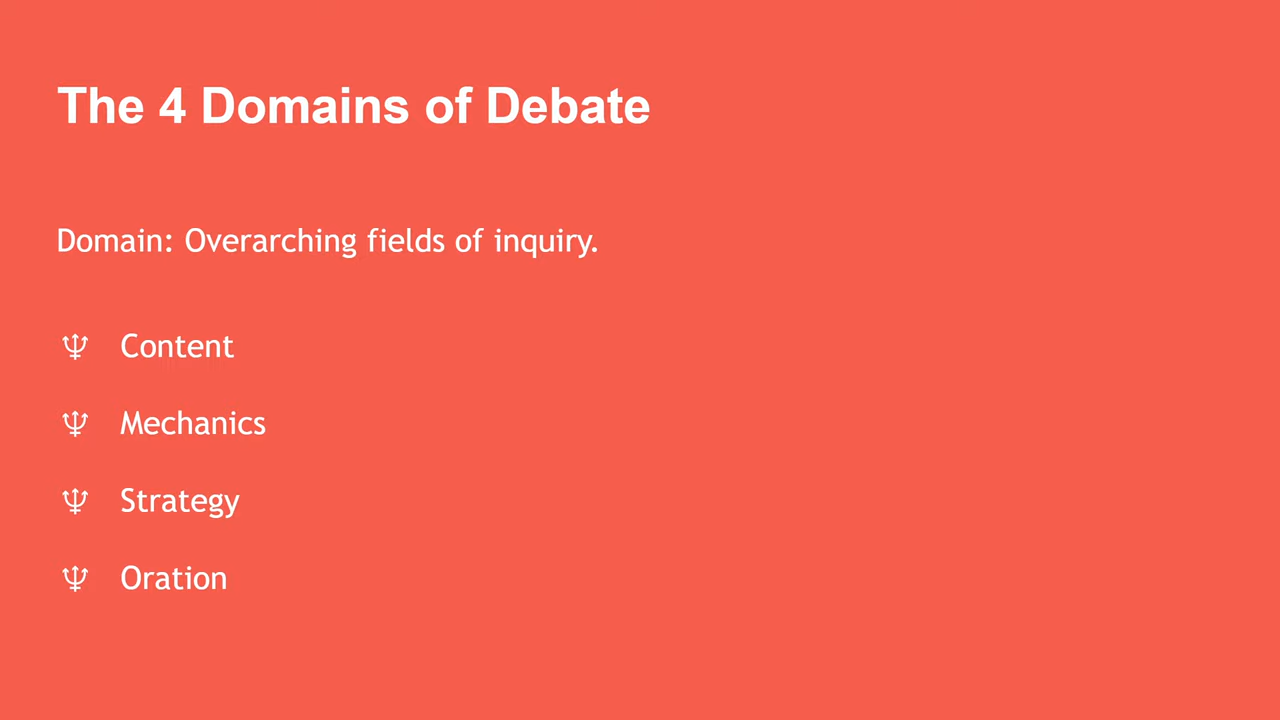 The 4 Domains of Debate
Domain: Overarching fields of inquiry.
♆ Content
♆ Mechanics
♆ Strategy
♆ Oration